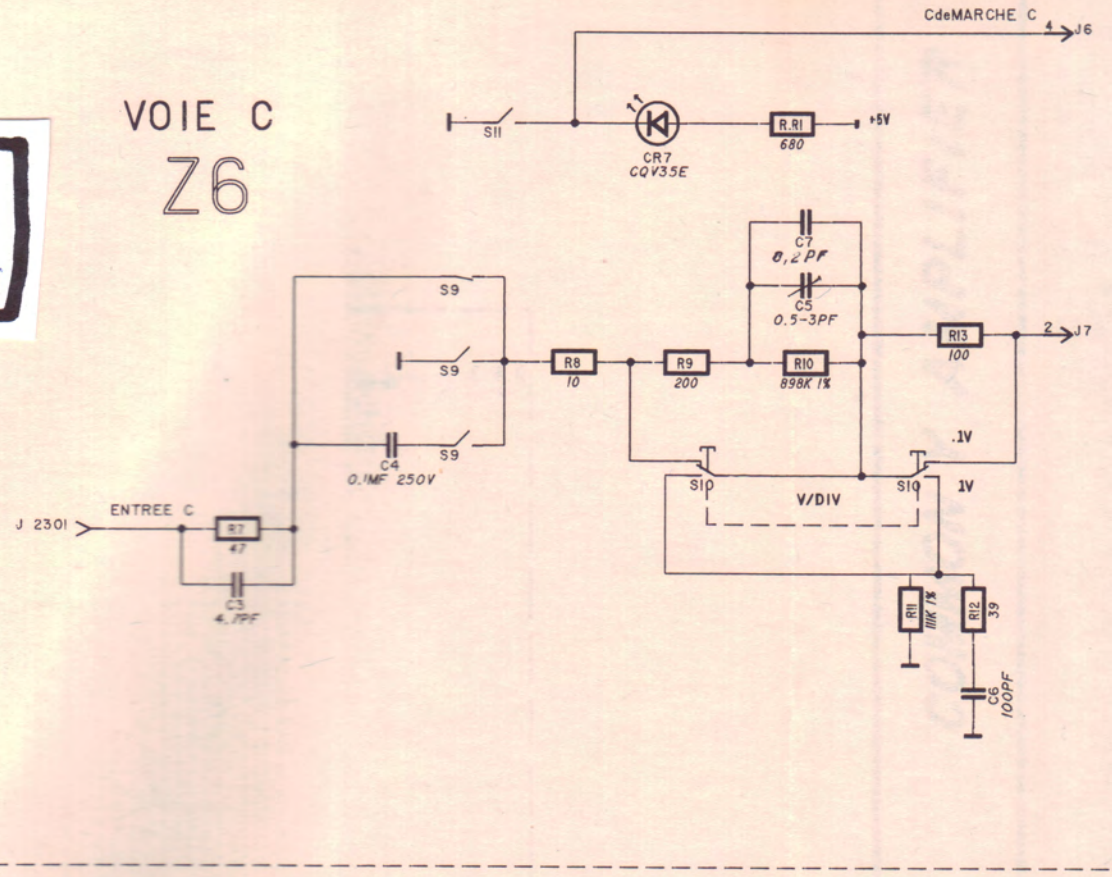 CdeMARCHE C
4 J6
VOIE C
Z6
S11
CR7
CQV35E
R.R1
680
+5V
S9
C7
8,2 PF
C5
0.5-3PF
S9
R8
10
R9
200
R10
898K 1%
R13
100
2 J7
C4
0.1MF 250V
S9
S10
V/DIV
S10
.1V
1V
J 2301
ENTREE C
R7
47
C3
4.7PF
R11
111K 1%
R12
39
C6
100PF